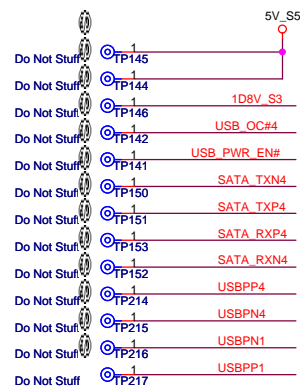 5V_S5
1
Do Not Stuff TP145
1
Do Not Stuff TP144
1 1D8V_S3
Do Not Stuff TP146
1 USB_OC#4
Do Not Stuff TP142
1 USB_PWR_EN#
Do Not Stuff TP141
1 SATA_TXN4
Do Not Stuff TP150
1 SATA_TXP4
Do Not Stuff TP151
1 SATA_RXP4
Do Not Stuff TP153
1 SATA_RXN4
Do Not Stuff TP152
1 USBPP4
Do Not Stuff TP214
1 USBPN4
Do Not Stuff TP215
1 USBPN1
Do Not Stuff TP216
1 USBPP1
Do Not Stuff TP217